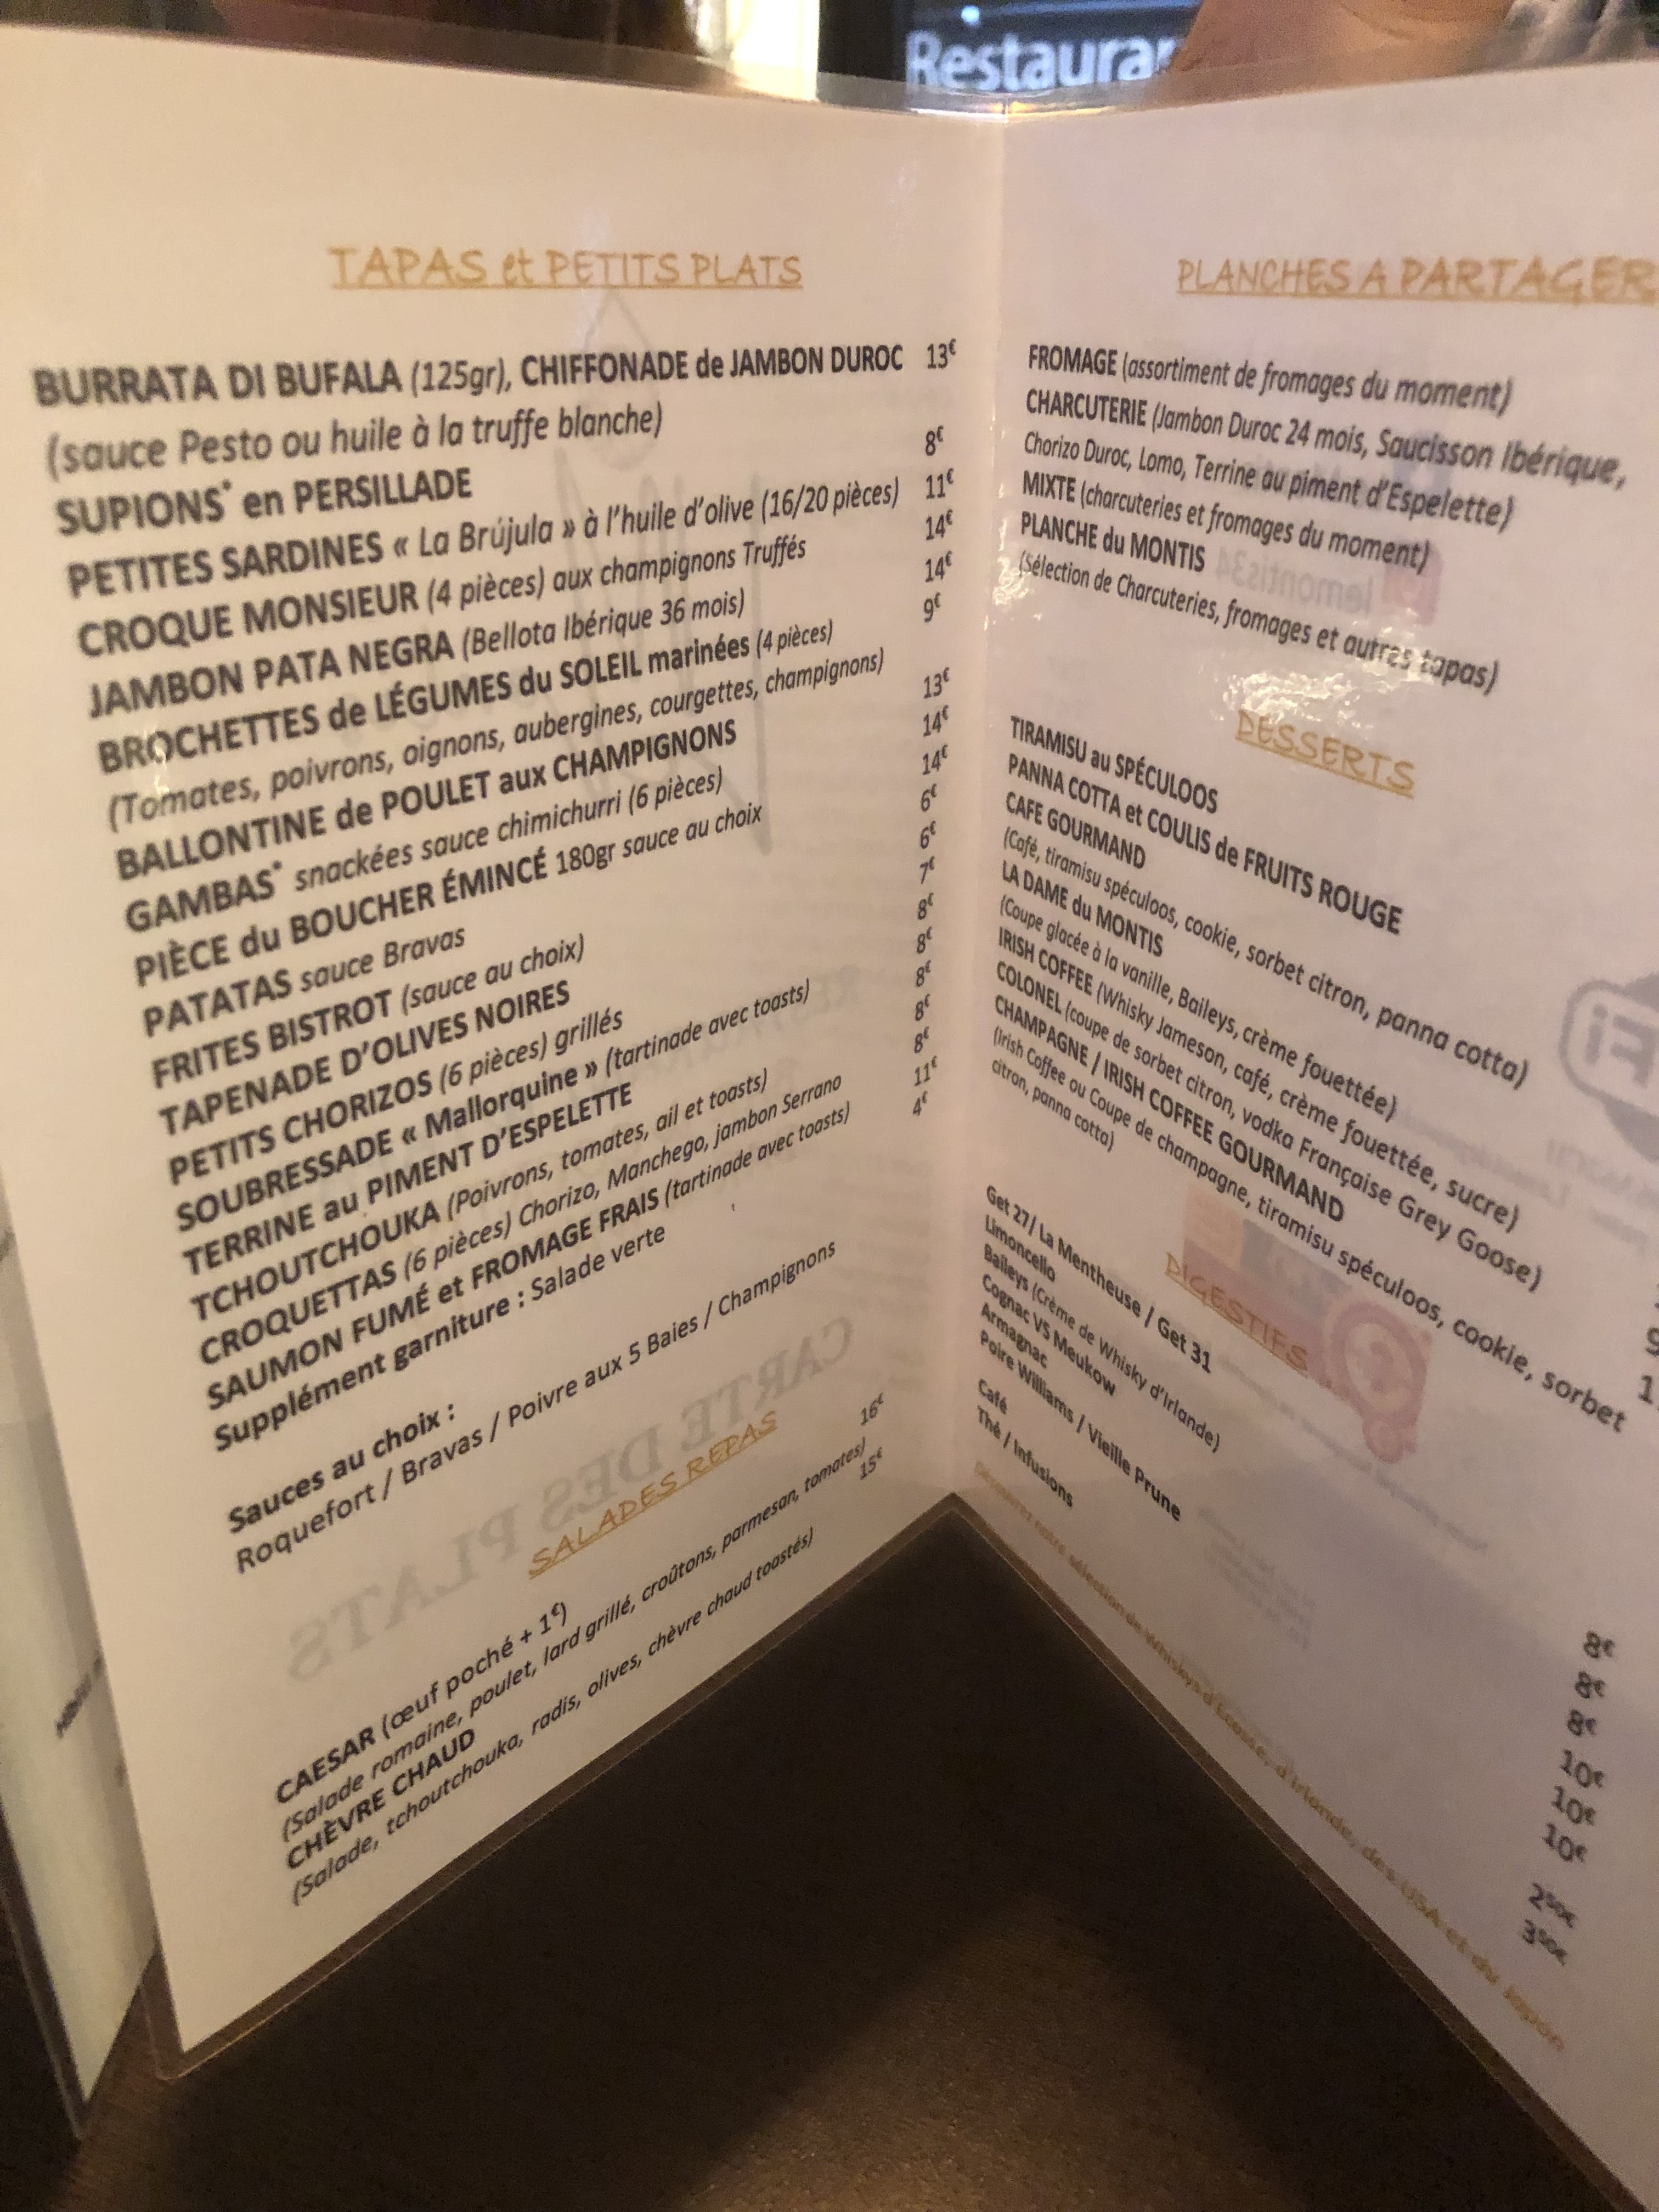 Restaurar
TAPAS et PETITS PLATS
BURRATA DI BUFALA (125gr), CHIFFONADE de JAMBON DUROC 13€
(sauce Pesto ou huile à la truffe blanche)
SUPIONS* en PERSILLADE 8€
PETITES SARDINES « La Brújula » à l'huile d'olive (16/20 pièces) 11€
CROQUE MONSIEUR (4 pièces) aux champignons Truffés 14€
JAMBON PATA NEGRA (Bellota Ibérique 36 mois) 14€
BROCHETTES de LÉGUMES du SOLEIL marinées (4 pièces) 9€
(Tomates, poivrons, oignons, aubergines, courgettes, champignons)
BALLONTINE de POULET aux CHAMPIGNONS 13€
GAMBAS* snackées sauce chimichurri (6 pièces) 14€
PIÈCE du BOUCHER ÉMINCÉ 180gr sauce au choix 14€
PATATAS sauce Bravas 6€
FRITES BISTROT (sauce au choix) 6€
TAPENADE D'OLIVES NOIRES 7€
PETITS CHORIZOS (6 pièces) grillés 8€
SOUBRESSADE « Mallorquine » (tartinade avec toasts) 8€
TERRINE au PIMENT D'ESPELETTE 8€
TCHOUTCHOUKA (Poivrons, tomates, ail et toasts) 8€
CROQUETTAS (6 pièces) Chorizo, Manchego, jambon Serrano 8€
SAUMON FUMÉ et FROMAGE FRAIS (tartinade avec toasts) 11€
Supplément garniture : Salade verte 4€
Sauces au choix :
Roquefort / Bravas / Poivre aux 5 Baies / Champignons
SALADES REPAS
CAESAR (œuf poché + 1€) 16€
(Salade romaine, poulet, lard grillé, croûtons, parmesan, tomates)
CHÈVRE CHAUD 15€
(Salade, tchoutchouka, radis, olives, chèvre chaud toastés)
PLANCHES A PARTAGER
FROMAGE (assortiment de fromages du moment)
CHARCUTERIE (Jambon Duroc 24 mois, Saucisson Ibérique,
Chorizo Duroc, Lomo, Terrine au piment d'Espelette)
MIXTE (charcuteries et fromages du moment)
PLANCHE du MONTIS
(Sélection de Charcuteries, fromages et autres tapas)
DESSERTS
TIRAMISU au SPÉCULOOS
PANNA COTTA et COULIS de FRUITS ROUGE
CAFE GOURMAND
(Café, tiramisu spéculoos, cookie, sorbet citron, panna cotta)
LA DAME du MONTIS
(Coupe glacée à la vanille, Baileys, crème fouettée)
IRISH COFFEE (Whisky Jameson, café, crème fouettée, sucre)
COLONEL (coupe de sorbet citron, vodka Française Grey Goose)
CHAMPAGNE / IRISH COFFEE GOURMAND
(Irish Coffee ou Coupe de champagne, tiramisu spéculoos, cookie, sorbet
citron, panna cotta)
DIGESTIFS
Get 27/ La Mentheuse / Get 31 8€
Limoncello 8€
Baileys (Crème de Whisky d'Irlande) 8€
Cognac VS Meukow 10€
Armagnac 10€
Poire Williams / Vieille Prune 10€
Café 2⁵⁰€
Thé / Infusions 3⁵⁰€
Découvrez notre sélection de Whiskys d'Ecosse, d'Irlande, des USA et du Japon